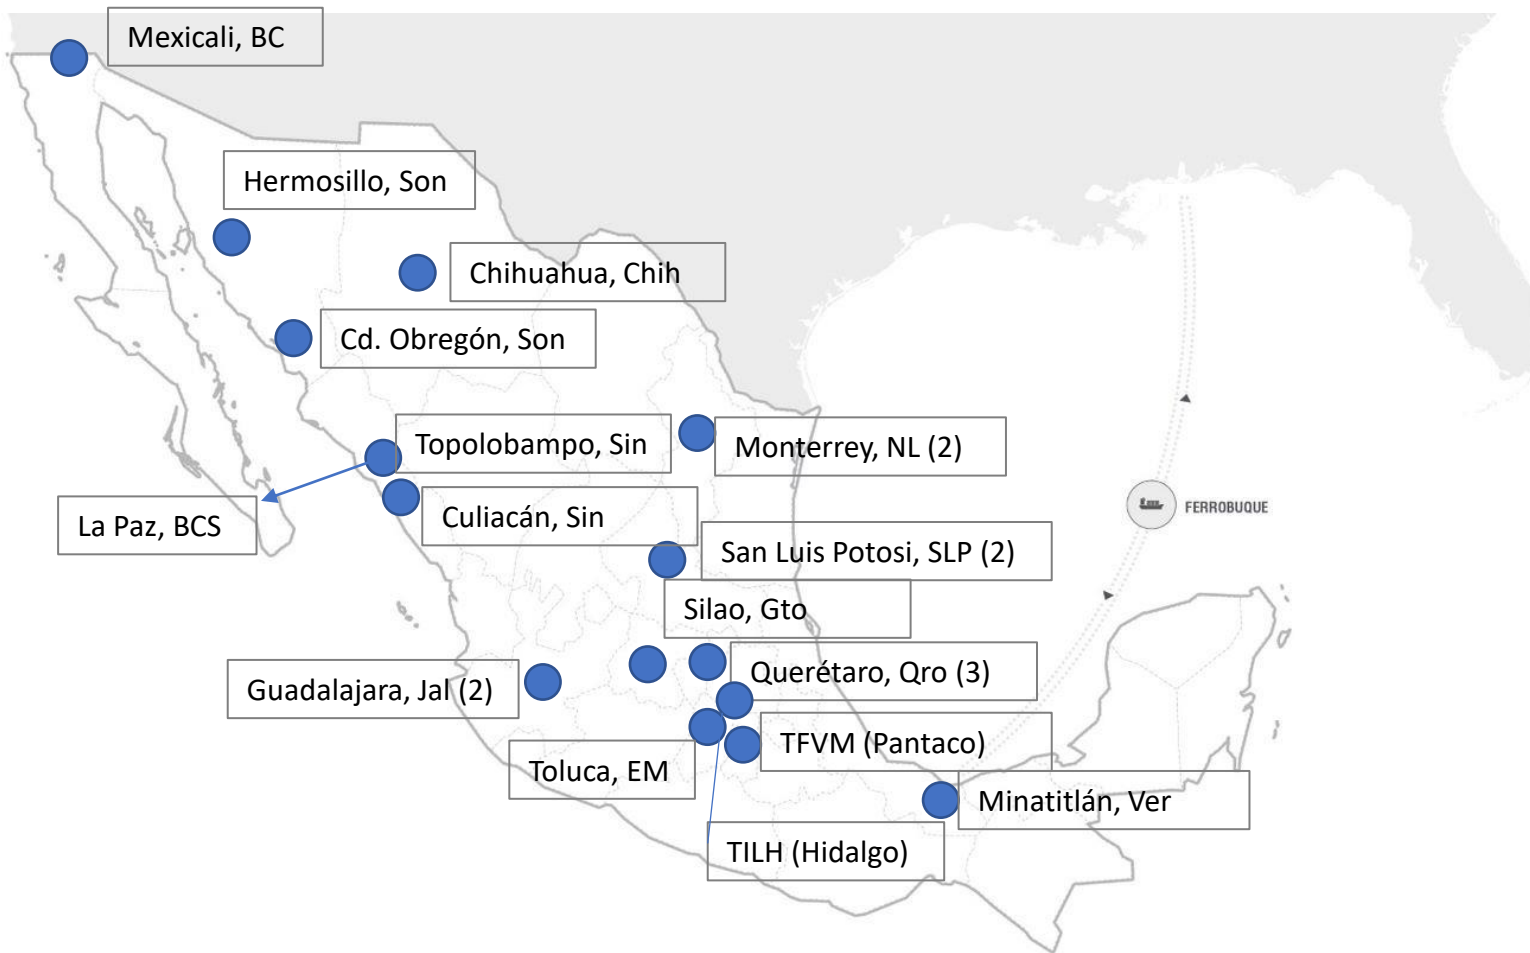 Mexicali, BC
Hermosillo, Son
Chihuahua, Chih
Cd. Obregón, Son
Topolobampo, Sin
Monterrey, NL (2)
La Paz, BCS
Culiacán, Sin
FERROBUQUE
San Luis Potosi, SLP (2)
Silao, Gto
Querétaro, Qro (3)
Guadalajara, Jal (2)
TFVM (Pantaco)
Toluca, EM
Minatitlán, Ver
TILH (Hidalgo)